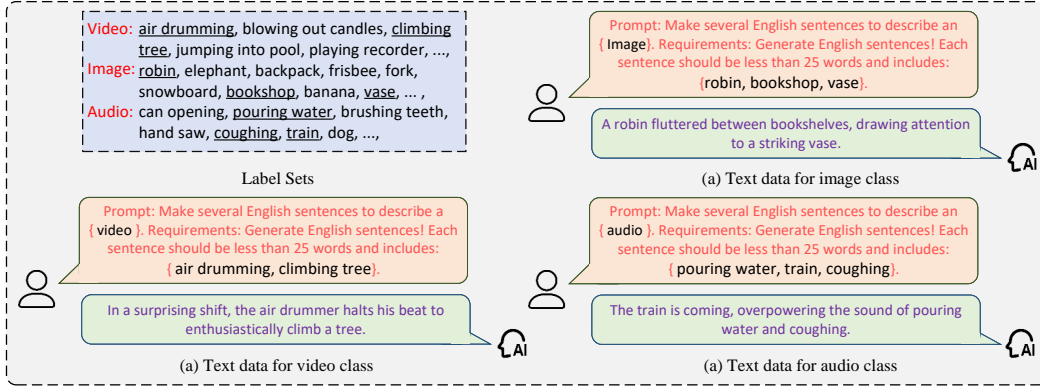 Video: air drumming, blowing out candles, climbing
tree, jumping into pool, playing recorder, ...,
Image: robin, elephant, backpack, frisbee, fork,
snowboard, bookshop, banana, vase, ... ,
Audio: can opening, pouring water, brushing teeth,
hand saw, coughing, train, dog, ...,
Label Sets
Prompt: Make several English sentences to describe an
{ Image}. Requirements: Generate English sentences! Each
sentence should be less than 25 words and includes:
{robin, bookshop, vase}.
A robin fluttered between bookshelves, drawing attention
to a striking vase.
AI
(a) Text data for image class
Prompt: Make several English sentences to describe a
{ video }. Requirements: Generate English sentences! Each
sentence should be less than 25 words and includes:
{ air drumming, climbing tree}.
In a surprising shift, the air drummer halts his beat to
enthusiastically climb a tree.
AI
(a) Text data for video class
Prompt: Make several English sentences to describe an
{ audio }. Requirements: Generate English sentences! Each
sentence should be less than 25 words and includes:
{ pouring water, train, coughing}.
The train is coming, overpowering the sound of pouring
water and coughing.
AI
(a) Text data for audio class